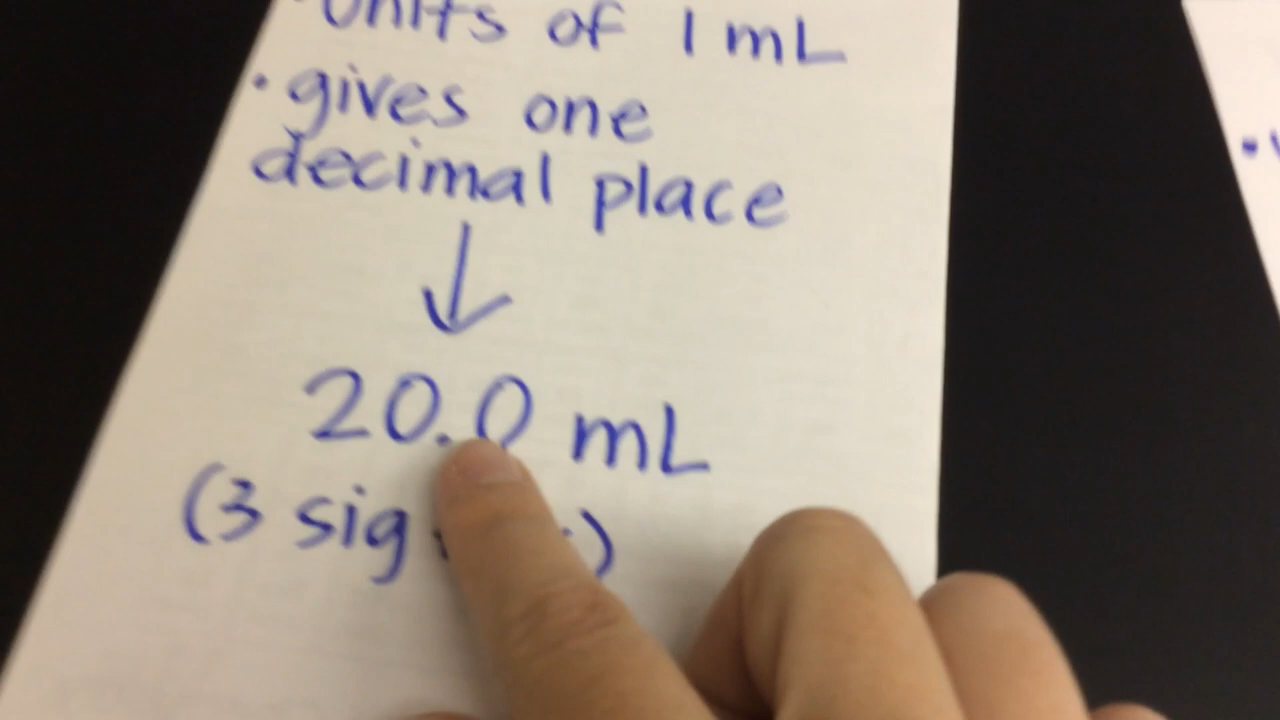 • Units of 1 mL
• gives one
decimal place
↓
20.0 mL
(3 sig )